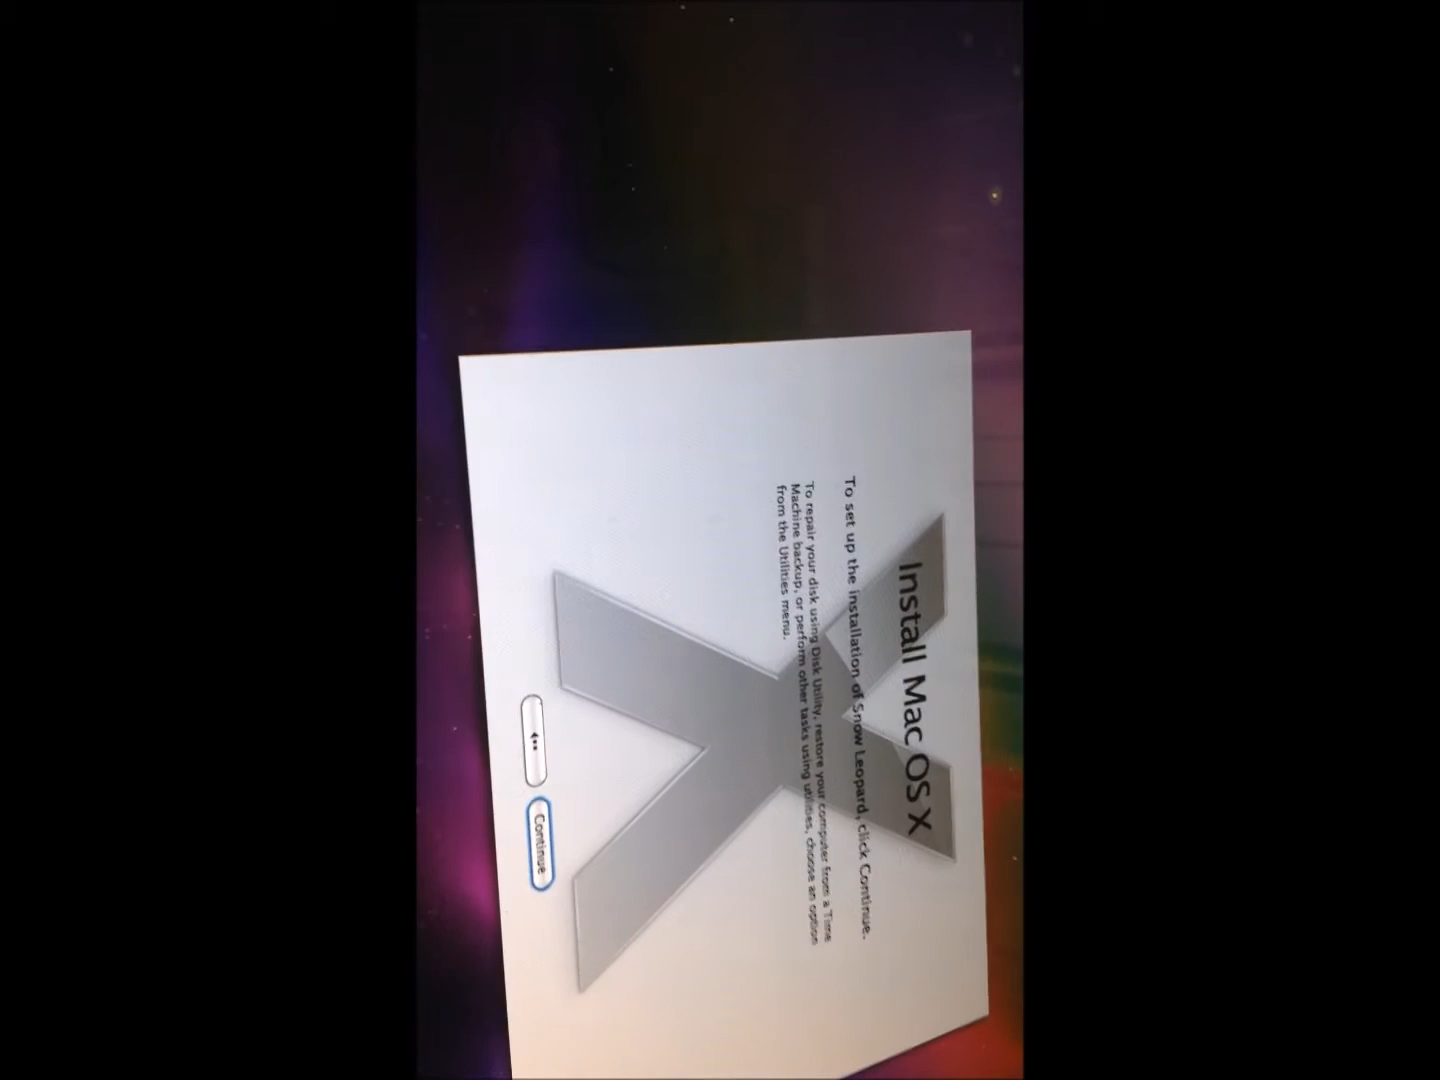 Install Mac OS X
To set up the installation of Snow Leopard, click Continue.
To repair your disk using Disk Utility, restore your computer from a Time
Machine backup, or perform other tasks using utilities, choose an option
from the Utilities menu.
Continue